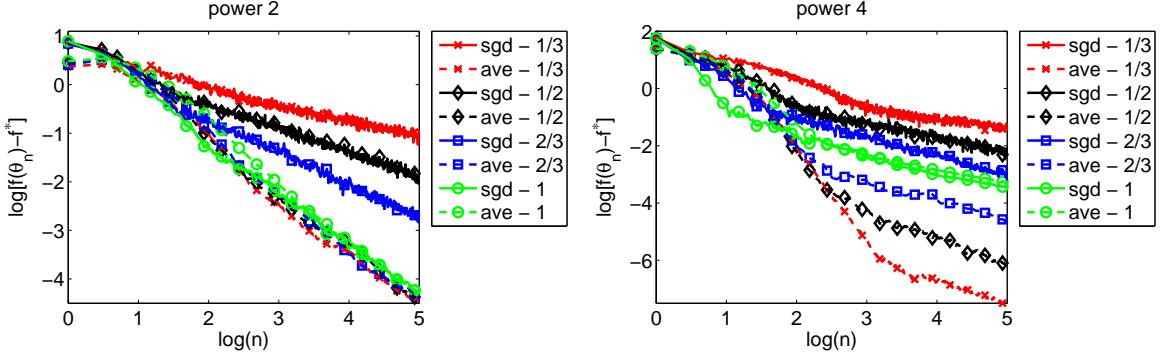 power 2
1
0
−1
−2
−3
−4
0
1
2
3
4
5
log(n)
log[f(θ_n)−f*]
sgd − 1/3
ave − 1/3
sgd − 1/2
ave − 1/2
sgd − 2/3
ave − 2/3
sgd − 1
ave − 1
power 4
2
0
−2
−4
−6
0
1
2
3
4
5
log(n)
log[f(θ_n)−f*]
sgd − 1/3
ave − 1/3
sgd − 1/2
ave − 1/2
sgd − 2/3
ave − 2/3
sgd − 1
ave − 1